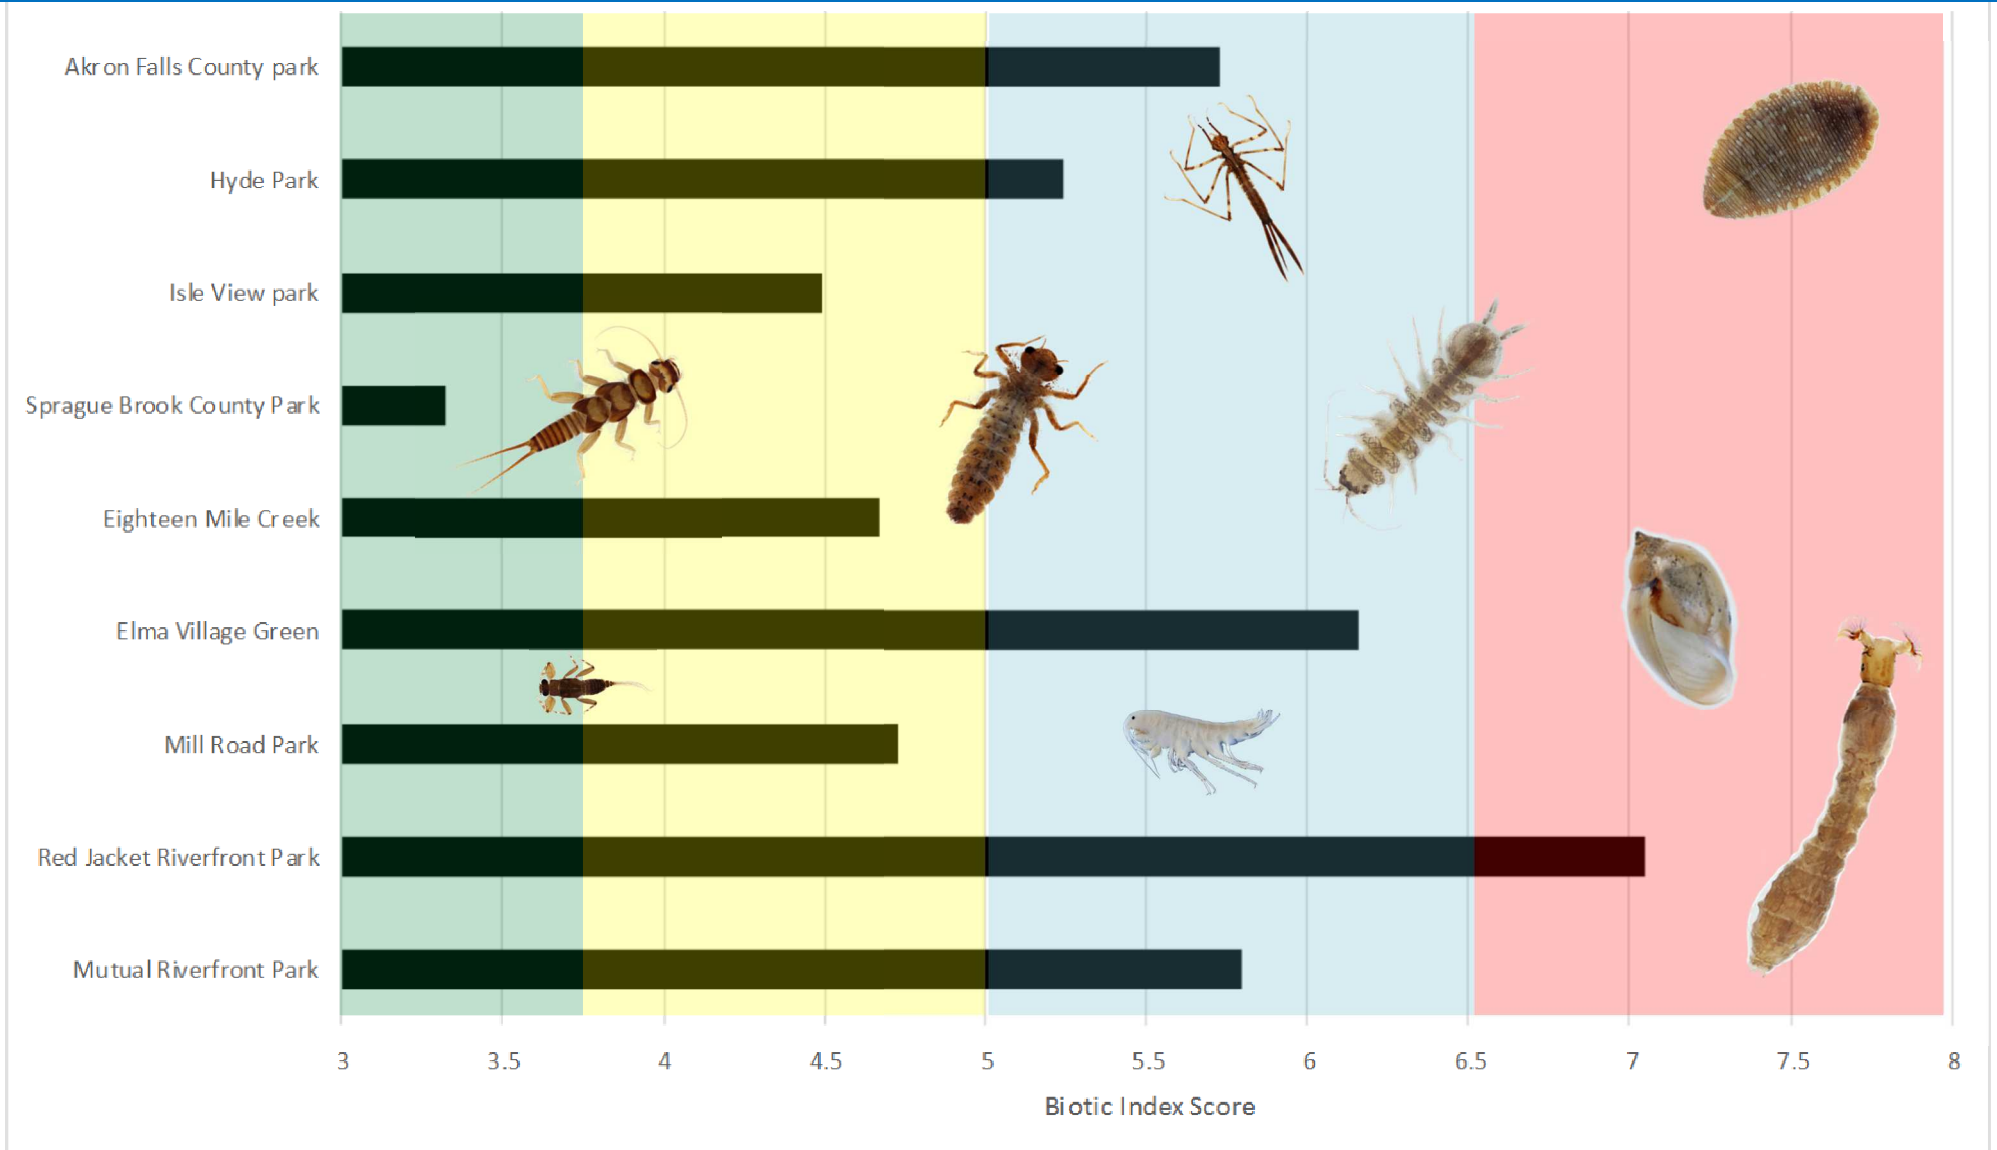 Akron Falls County park
Hyde Park
Isle View park
Sprague Brook County Park
Eighteen Mile Creek
Elma Village Green
Mill Road Park
Red Jacket Riverfront Park
Mutual Riverfront Park
3 3.5 4 4.5 5 5.5 6 6.5 7 7.5 8
Biotic Index Score